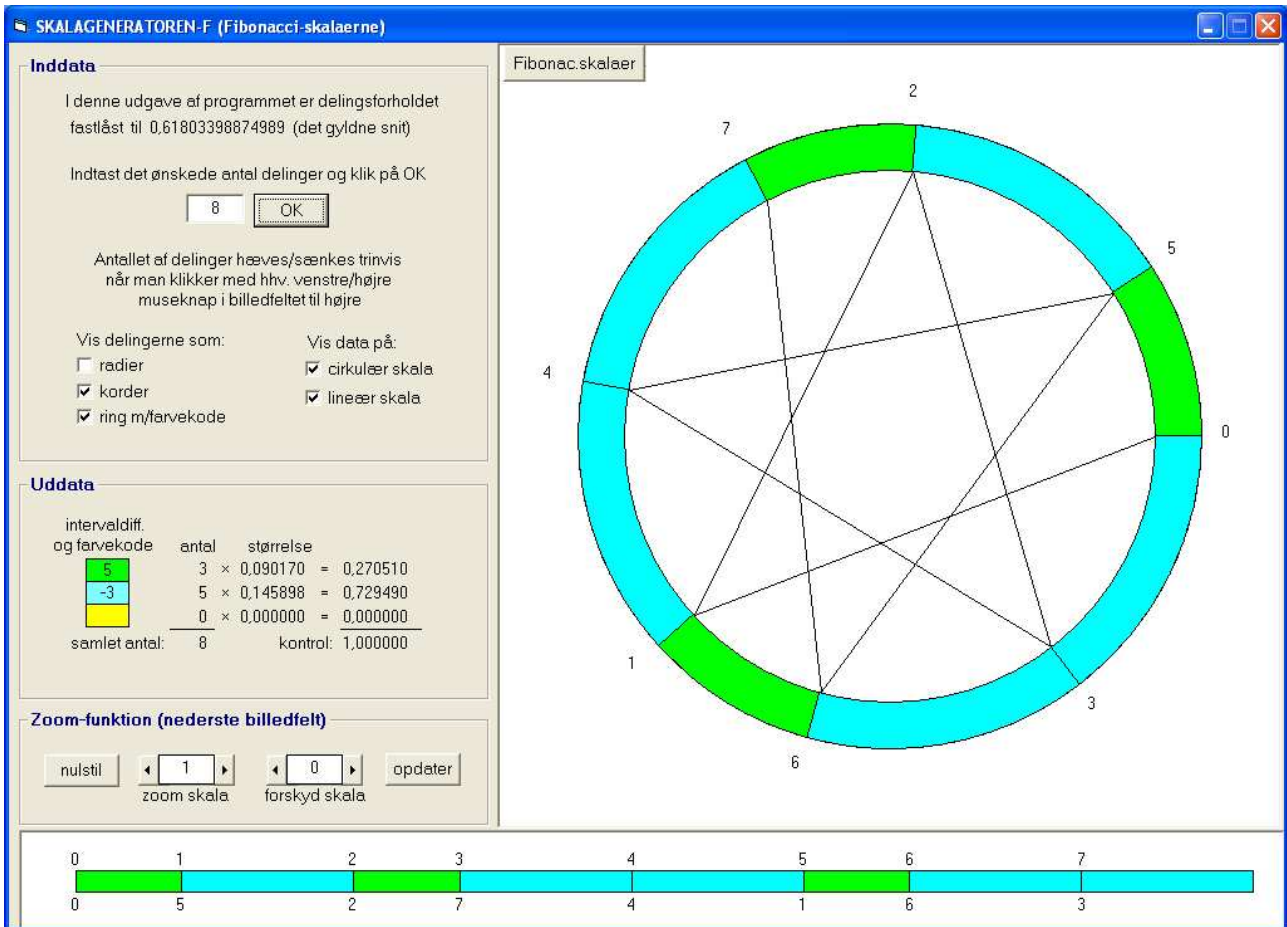 SKALAGENERATOREN-F (Fibonacci-skalaerne)
Inddata
I denne udgave af programmet er delingsforholdet
fastlåst til 0,61803398874989 (det gyldne snit)
Indtast det ønskede antal delinger og klik på OK
8 OK
Antallet af delinger hæves/sænkes trinvis
når man klikker med hhv. venstre/højre
museknap i billedfeltet til højre
Vis delingerne som:
radier
korder
ring m/farvekode
Vis data på:
cirkulær skala
lineær skala
Uddata
intervaldiff.
og farvekode antal størrelse
5 3 × 0,090170 = 0,270510
-3 5 × 0,145898 = 0,729490
0 × 0,000000 = 0,000000
samlet antal: 8 kontrol: 1,000000
Zoom-funktion (nederste billedfelt)
nulstil 1 0 opdater
zoom skala forskyd skala
Fibonac.skalaer
2
7
5
4
0
1
3
6
0 1 2 3 4 5 6 7
0 5 2 7 4 1 6 3